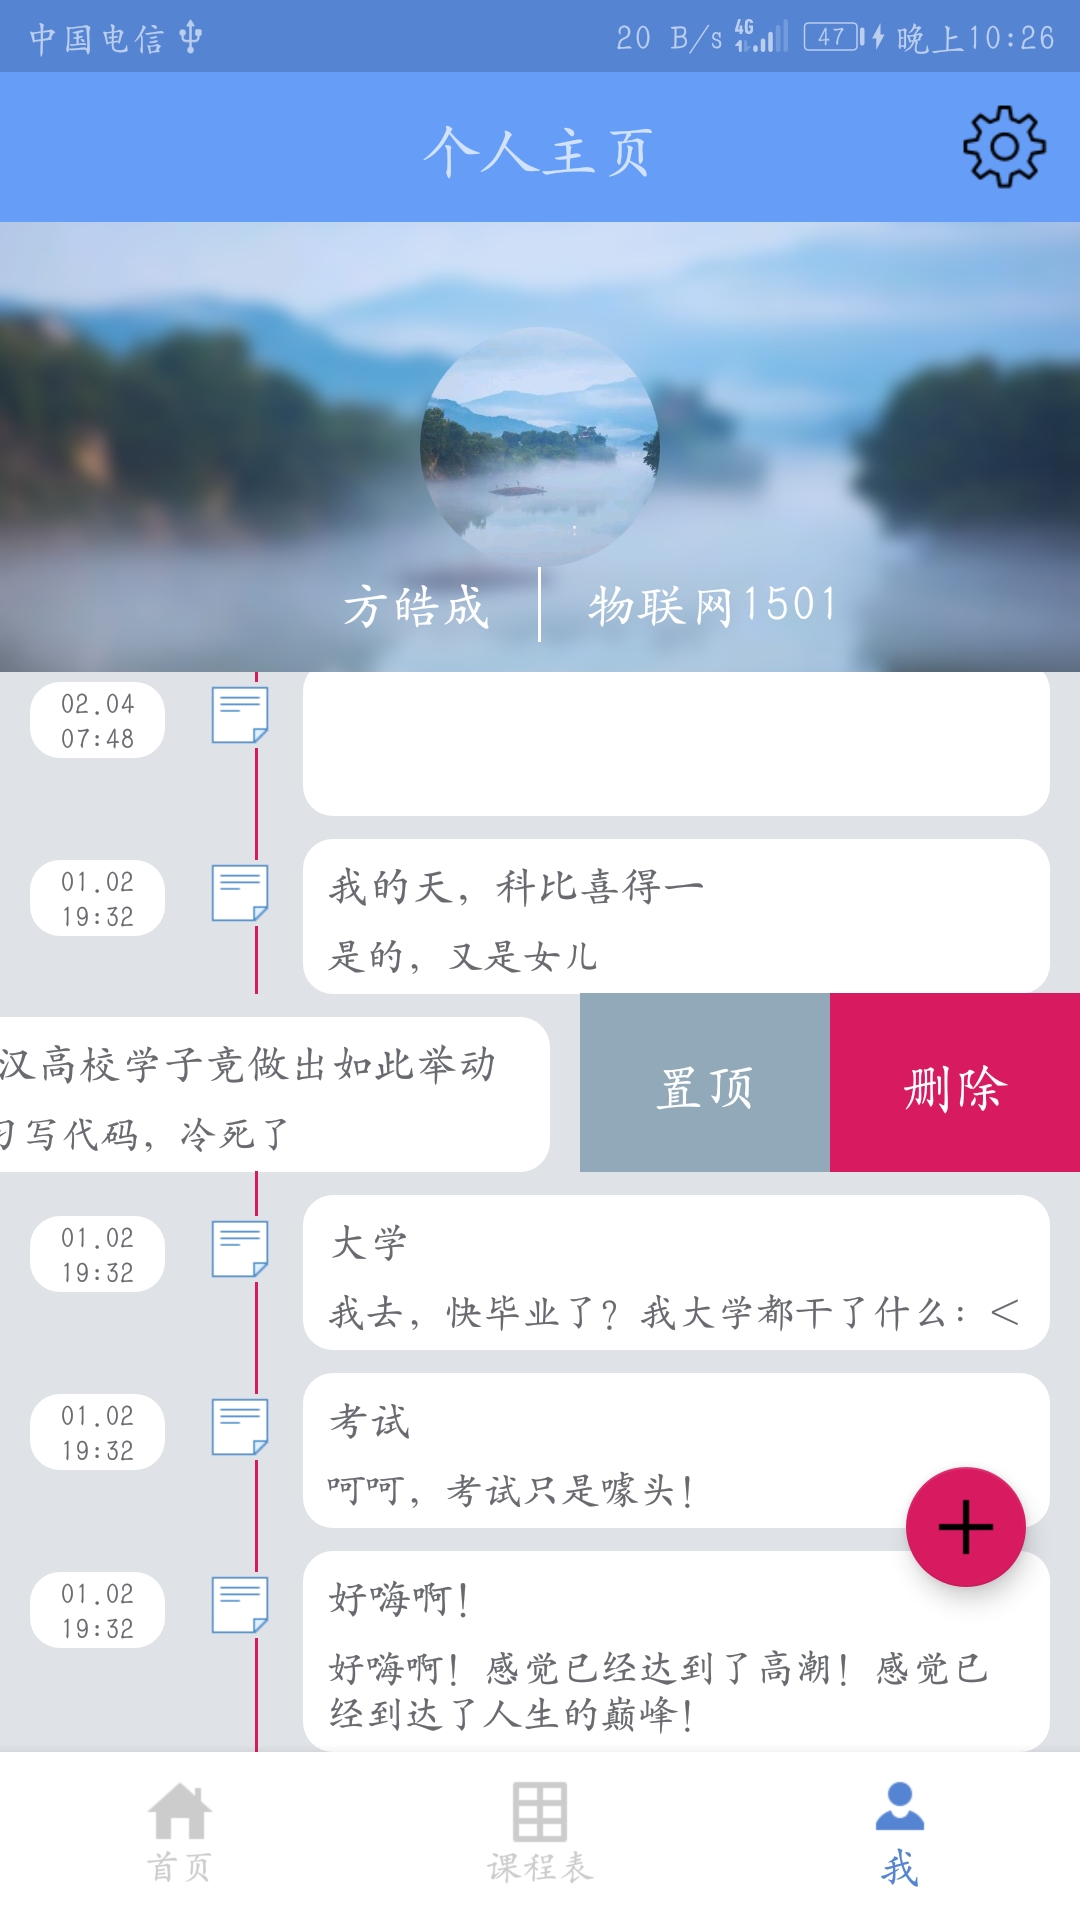 中国电信 20 B/s 4G 47 晚上10:26
个人主页
方皓成 物联网1501
02.04
07:48
01.02
19:32
我的天，科比喜得一
是的，又是女儿
汉高校学子竟做出如此举动
习写代码，冷死了
置顶 删除
01.02
19:32
大学
我去，快毕业了？我大学都干了什么：<
01.02
19:32
考试
呵呵，考试只是噱头！
01.02
19:32
好嗨啊！
好嗨啊！感觉已经达到了高潮！感觉已
经到达了人生的巅峰！
首页 课程表 我